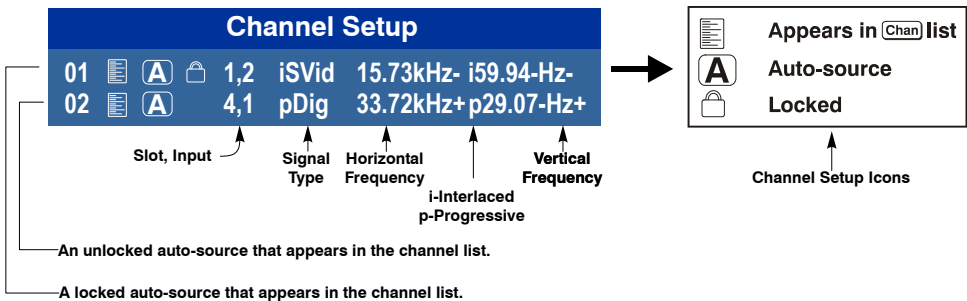 Channel Setup
01 A 1,2 iSVid 15.73kHz- i59.94-Hz-
02 A 4,1 pDig 33.72kHz+ p29.07-Hz+
Slot, Input
Signal Type
Horizontal Frequency
i-Interlaced
p-Progressive
Vertical Frequency
An unlocked auto-source that appears in the channel list.
A locked auto-source that appears in the channel list.
Appears in Chan list
A Auto-source
Locked
Channel Setup Icons